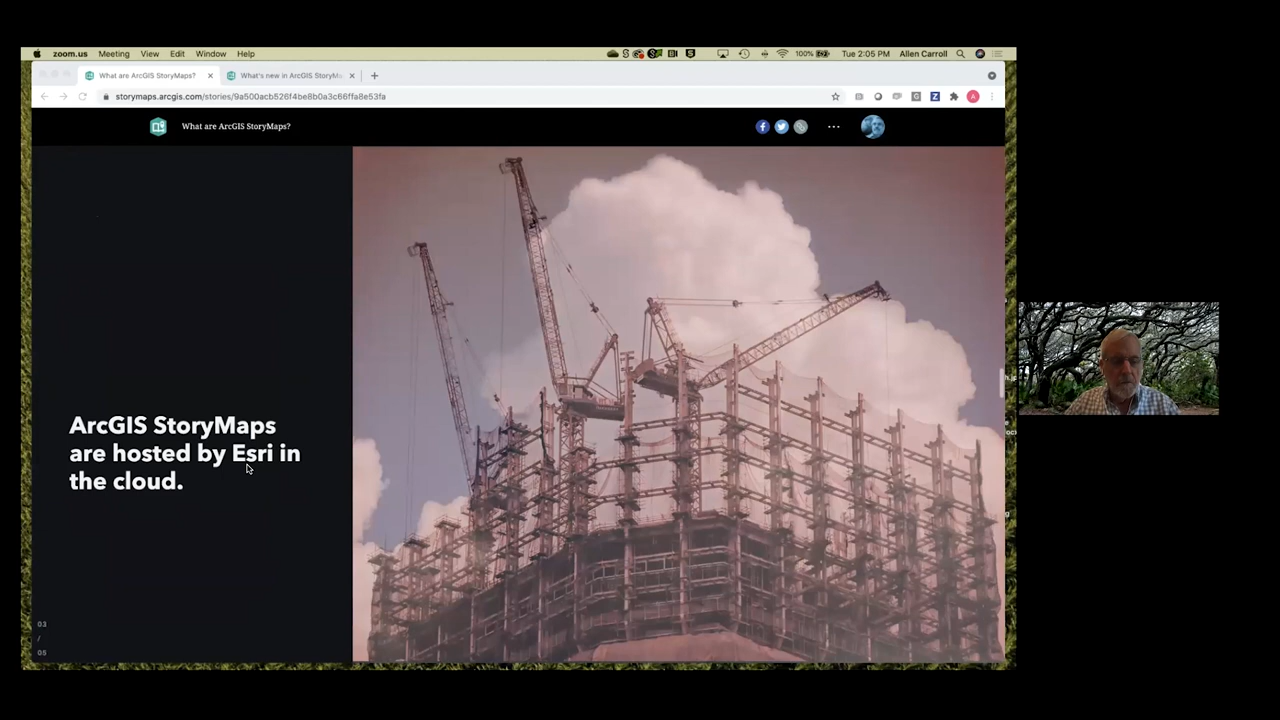 zoom.us Meeting View Edit Window Help 100% Tue 2:05 PM Allen Carroll
What are ArcGIS StoryMaps? What's new in ArcGIS StoryMa
storymaps.arcgis.com/stories/9a500acb526f4be8b0a3c66ffa8e53fa
What are ArcGIS StoryMaps?
ArcGIS StoryMaps
are hosted by Esri in
the cloud.
03
/
05